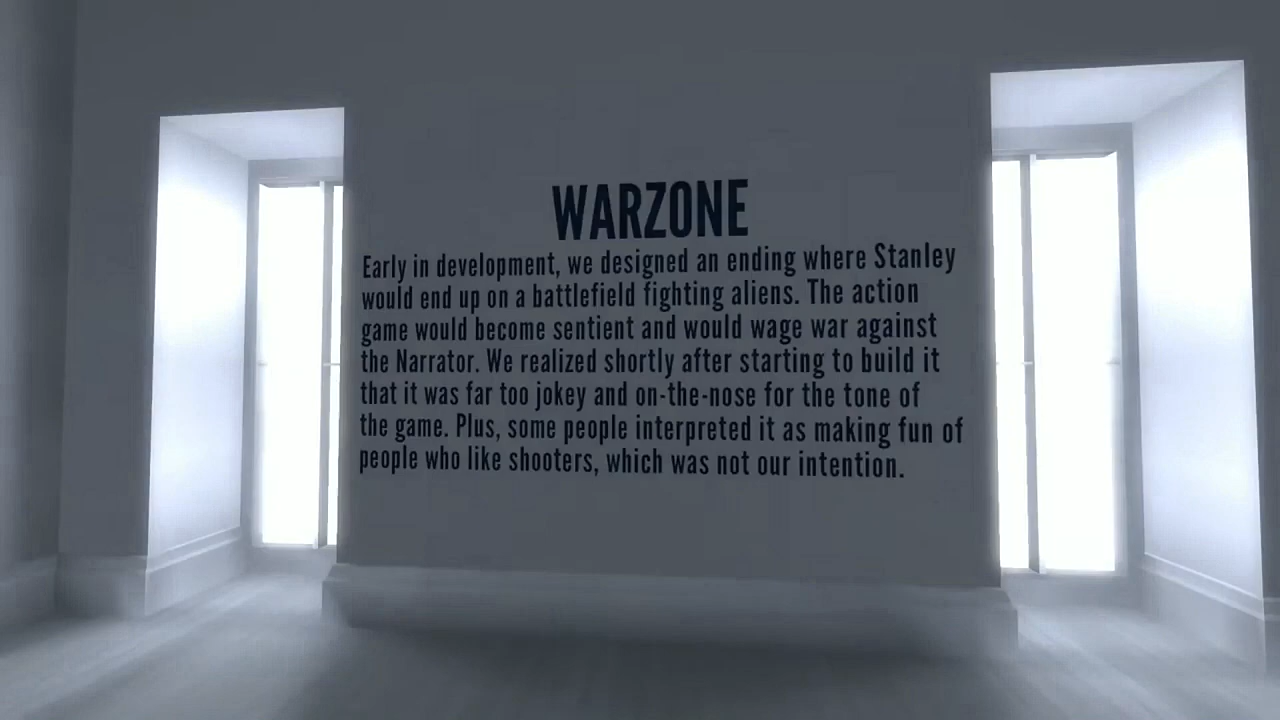 WARZONE
Early in development, we designed an ending where Stanley
would end up on a battlefield fighting aliens. The action
game would become sentient and would wage war against
the Narrator. We realized shortly after starting to build it
that it was far too jokey and on-the-nose for the tone of
the game. Plus, some people interpreted it as making fun of
people who like shooters, which was not our intention.